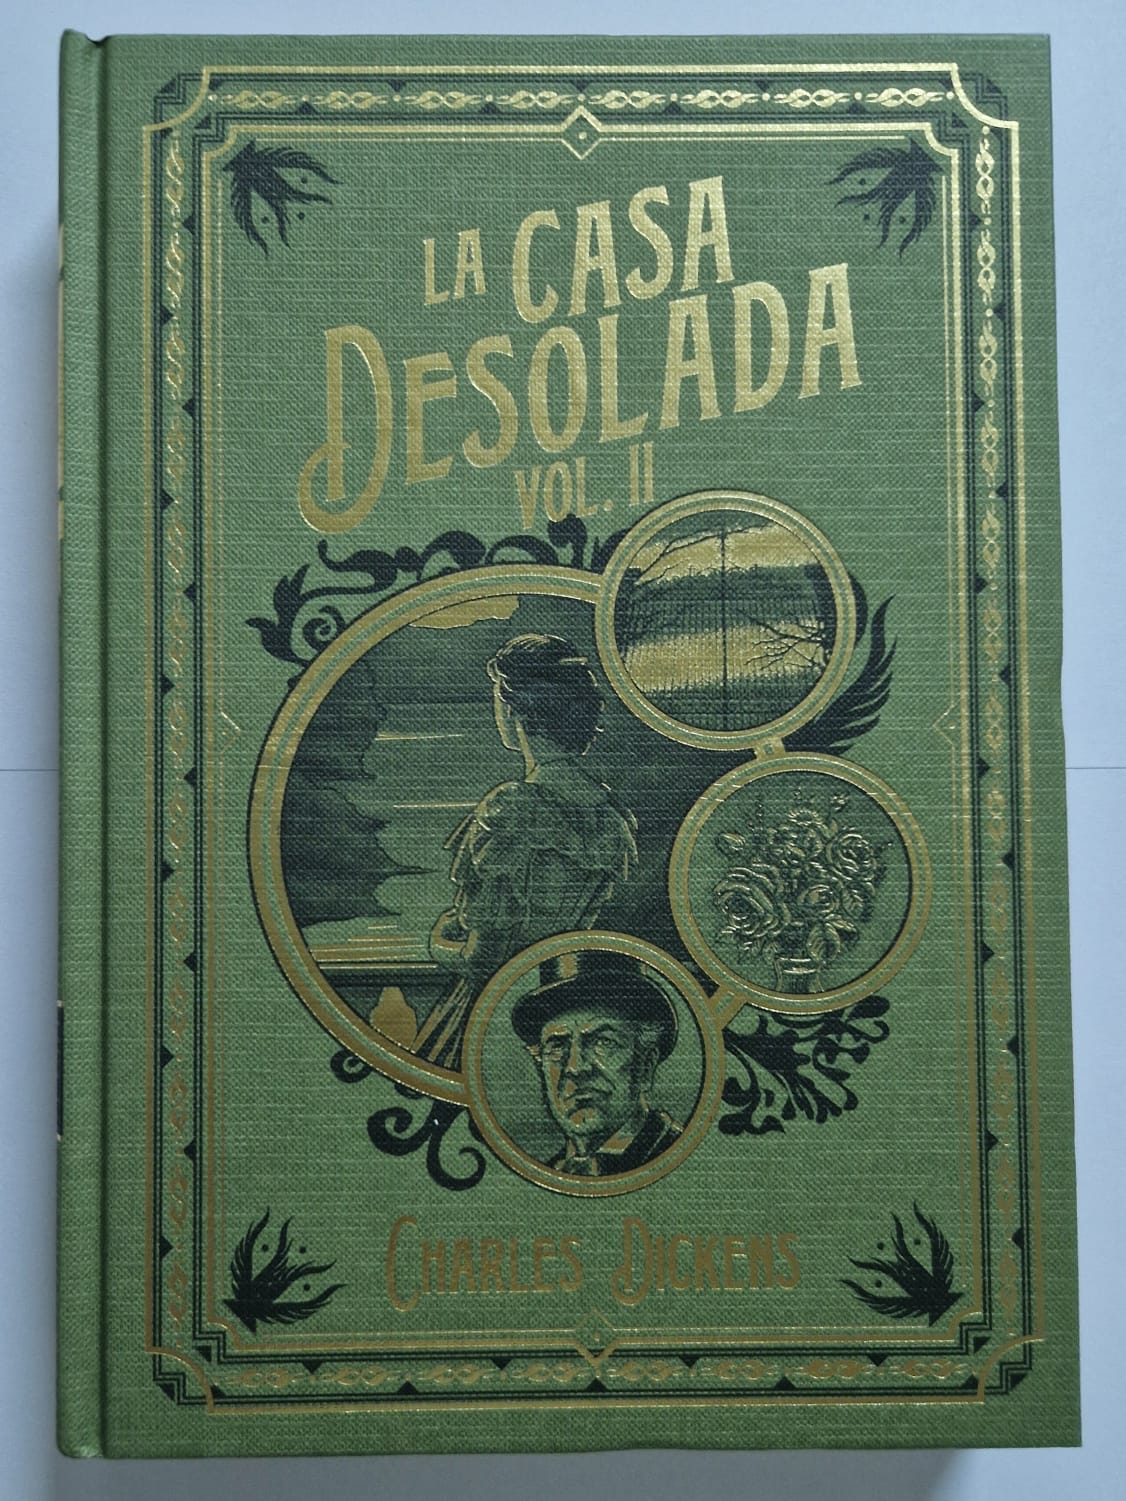 LA CASA
DESOLADA
VOL. II
CHARLES DICKENS